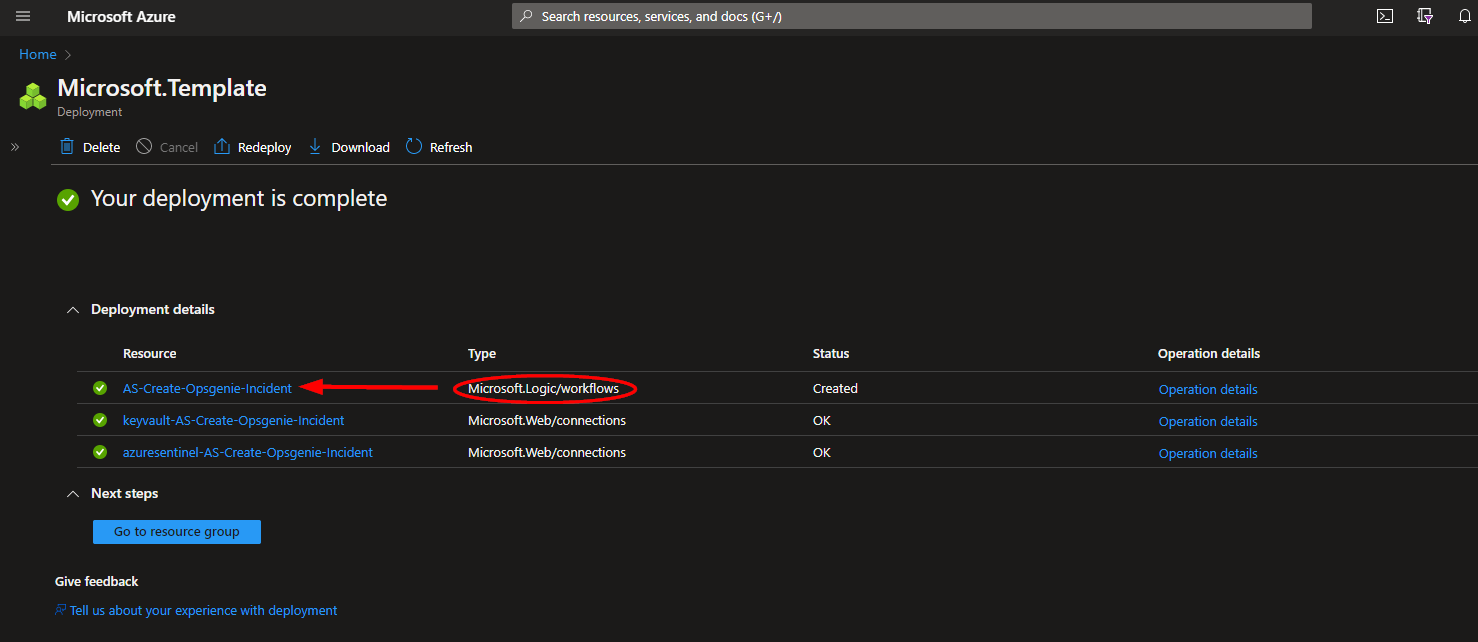 Microsoft Azure
Search resources, services, and docs (G+/)
Home
Microsoft.Template
Deployment
Delete Cancel Redeploy Download Refresh
Your deployment is complete
Deployment details
Resource Type Status Operation details
AS-Create-Opsgenie-Incident Microsoft.Logic/workflows Created Operation details
keyvault-AS-Create-Opsgenie-Incident Microsoft.Web/connections OK Operation details
azuresentinel-AS-Create-Opsgenie-Incident Microsoft.Web/connections OK Operation details
Next steps
Go to resource group
Give feedback
Tell us about your experience with deployment